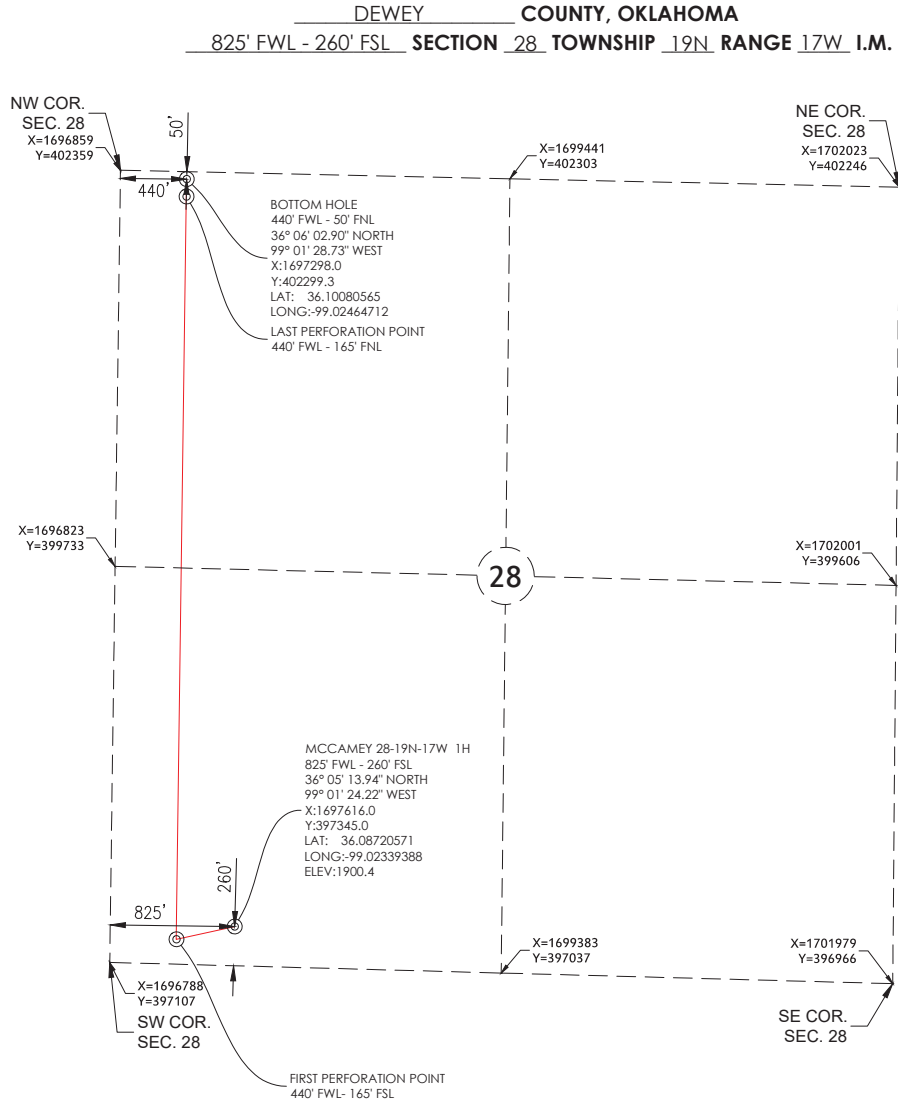 DEWEY COUNTY, OKLAHOMA
825' FWL - 260' FSL SECTION 28 TOWNSHIP 19N RANGE 17W I.M.
NW COR.
SEC. 28
X=1696859
Y=402359
50'
440'
X=1699441
Y=402303
NE COR.
SEC. 28
X=1702023
Y=402246
BOTTOM HOLE
440' FWL - 50' FNL
36° 06' 02.90" NORTH
99° 01' 28.73" WEST
X:1697298.0
Y:402299.3
LAT: 36.10080565
LONG:-99.02464712
LAST PERFORATION POINT
440' FWL - 165' FNL
X=1696823
Y=399733
28
X=1702001
Y=399606
MCCAMEY 28-19N-17W 1H
825' FWL - 260' FSL
36° 05' 13.94" NORTH
99° 01' 24.22" WEST
X:1697616.0
Y:397345.0
LAT: 36.08720571
LONG:-99.02339388
ELEV:1900.4
260'
825'
X=1696788
Y=397107
SW COR.
SEC. 28
X=1699383
Y=397037
X=1701979
Y=396966
SE COR.
SEC. 28
FIRST PERFORATION POINT
440' FWL- 165' FSL